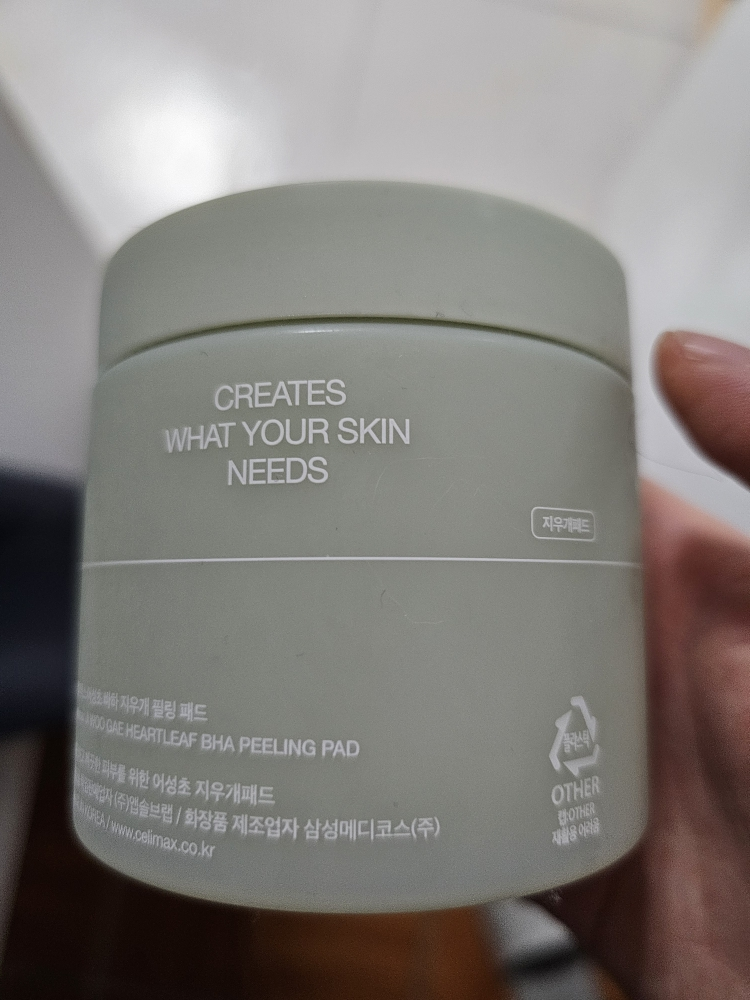 CREATES
WHAT YOUR SKIN
NEEDS
지우개패드
지우개 필링 패드
WOO GAE HEARTLEAF BHA PEELING PAD
피부를 위한 어성초 지우개패드
(주)앱솔브랩 / 화장품 제조업자 삼성메디코스(주)
KOREA / www.celimax.co.kr
플라스틱
OTHER
캡:OTHER
재활용 어려움